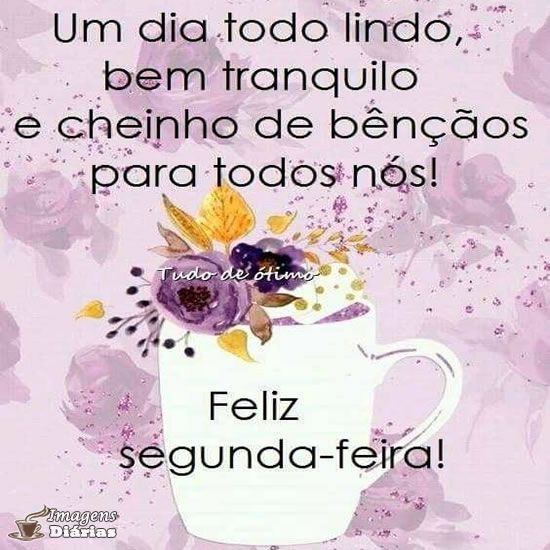 Um dia todo lindo,
bem tranquilo
e cheinho de bênçãos
para todos nós!
Tudo de ótimo
Feliz
segunda-feira!
Imagens
Diárias